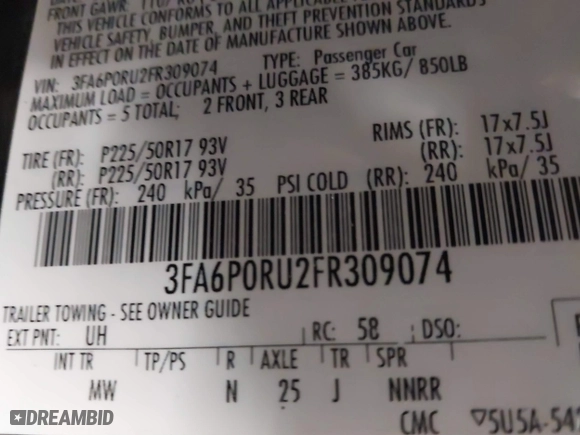 FRONT GAWR:
THIS VEHICLE CONFORMS TO ALL APPLICABLE
VEHICLE SAFETY, BUMPER, AND THEFT PREVENTION STANDARDS
IN EFFECT ON THE DATE OF MANUFACTURE SHOWN ABOVE.
VIN: 3FA6P0RU2FR309074 TYPE: Passenger Car
MAXIMUM LOAD = OCCUPANTS + LUGGAGE = 385KG/ 850LB
OCCUPANTS = 5 TOTAL; 2 FRONT, 3 REAR
TIRE (FR): P225/50R17 93V RIMS (FR): 17x7.5J
(RR): P225/50R17 93V (RR): 17x7.5J
PRESSURE (FR): 240 kPa/ 35 PSI COLD (RR): 240 kPa/ 35
3FA6P0RU2FR309074
TRAILER TOWING - SEE OWNER GUIDE
EXT PNT: UH RC: 58 DSO:
INT TR TP/PS R AXLE TR SPR
MW N 25 J NNRR
CMC ▽5U5A-542
DREAMBID